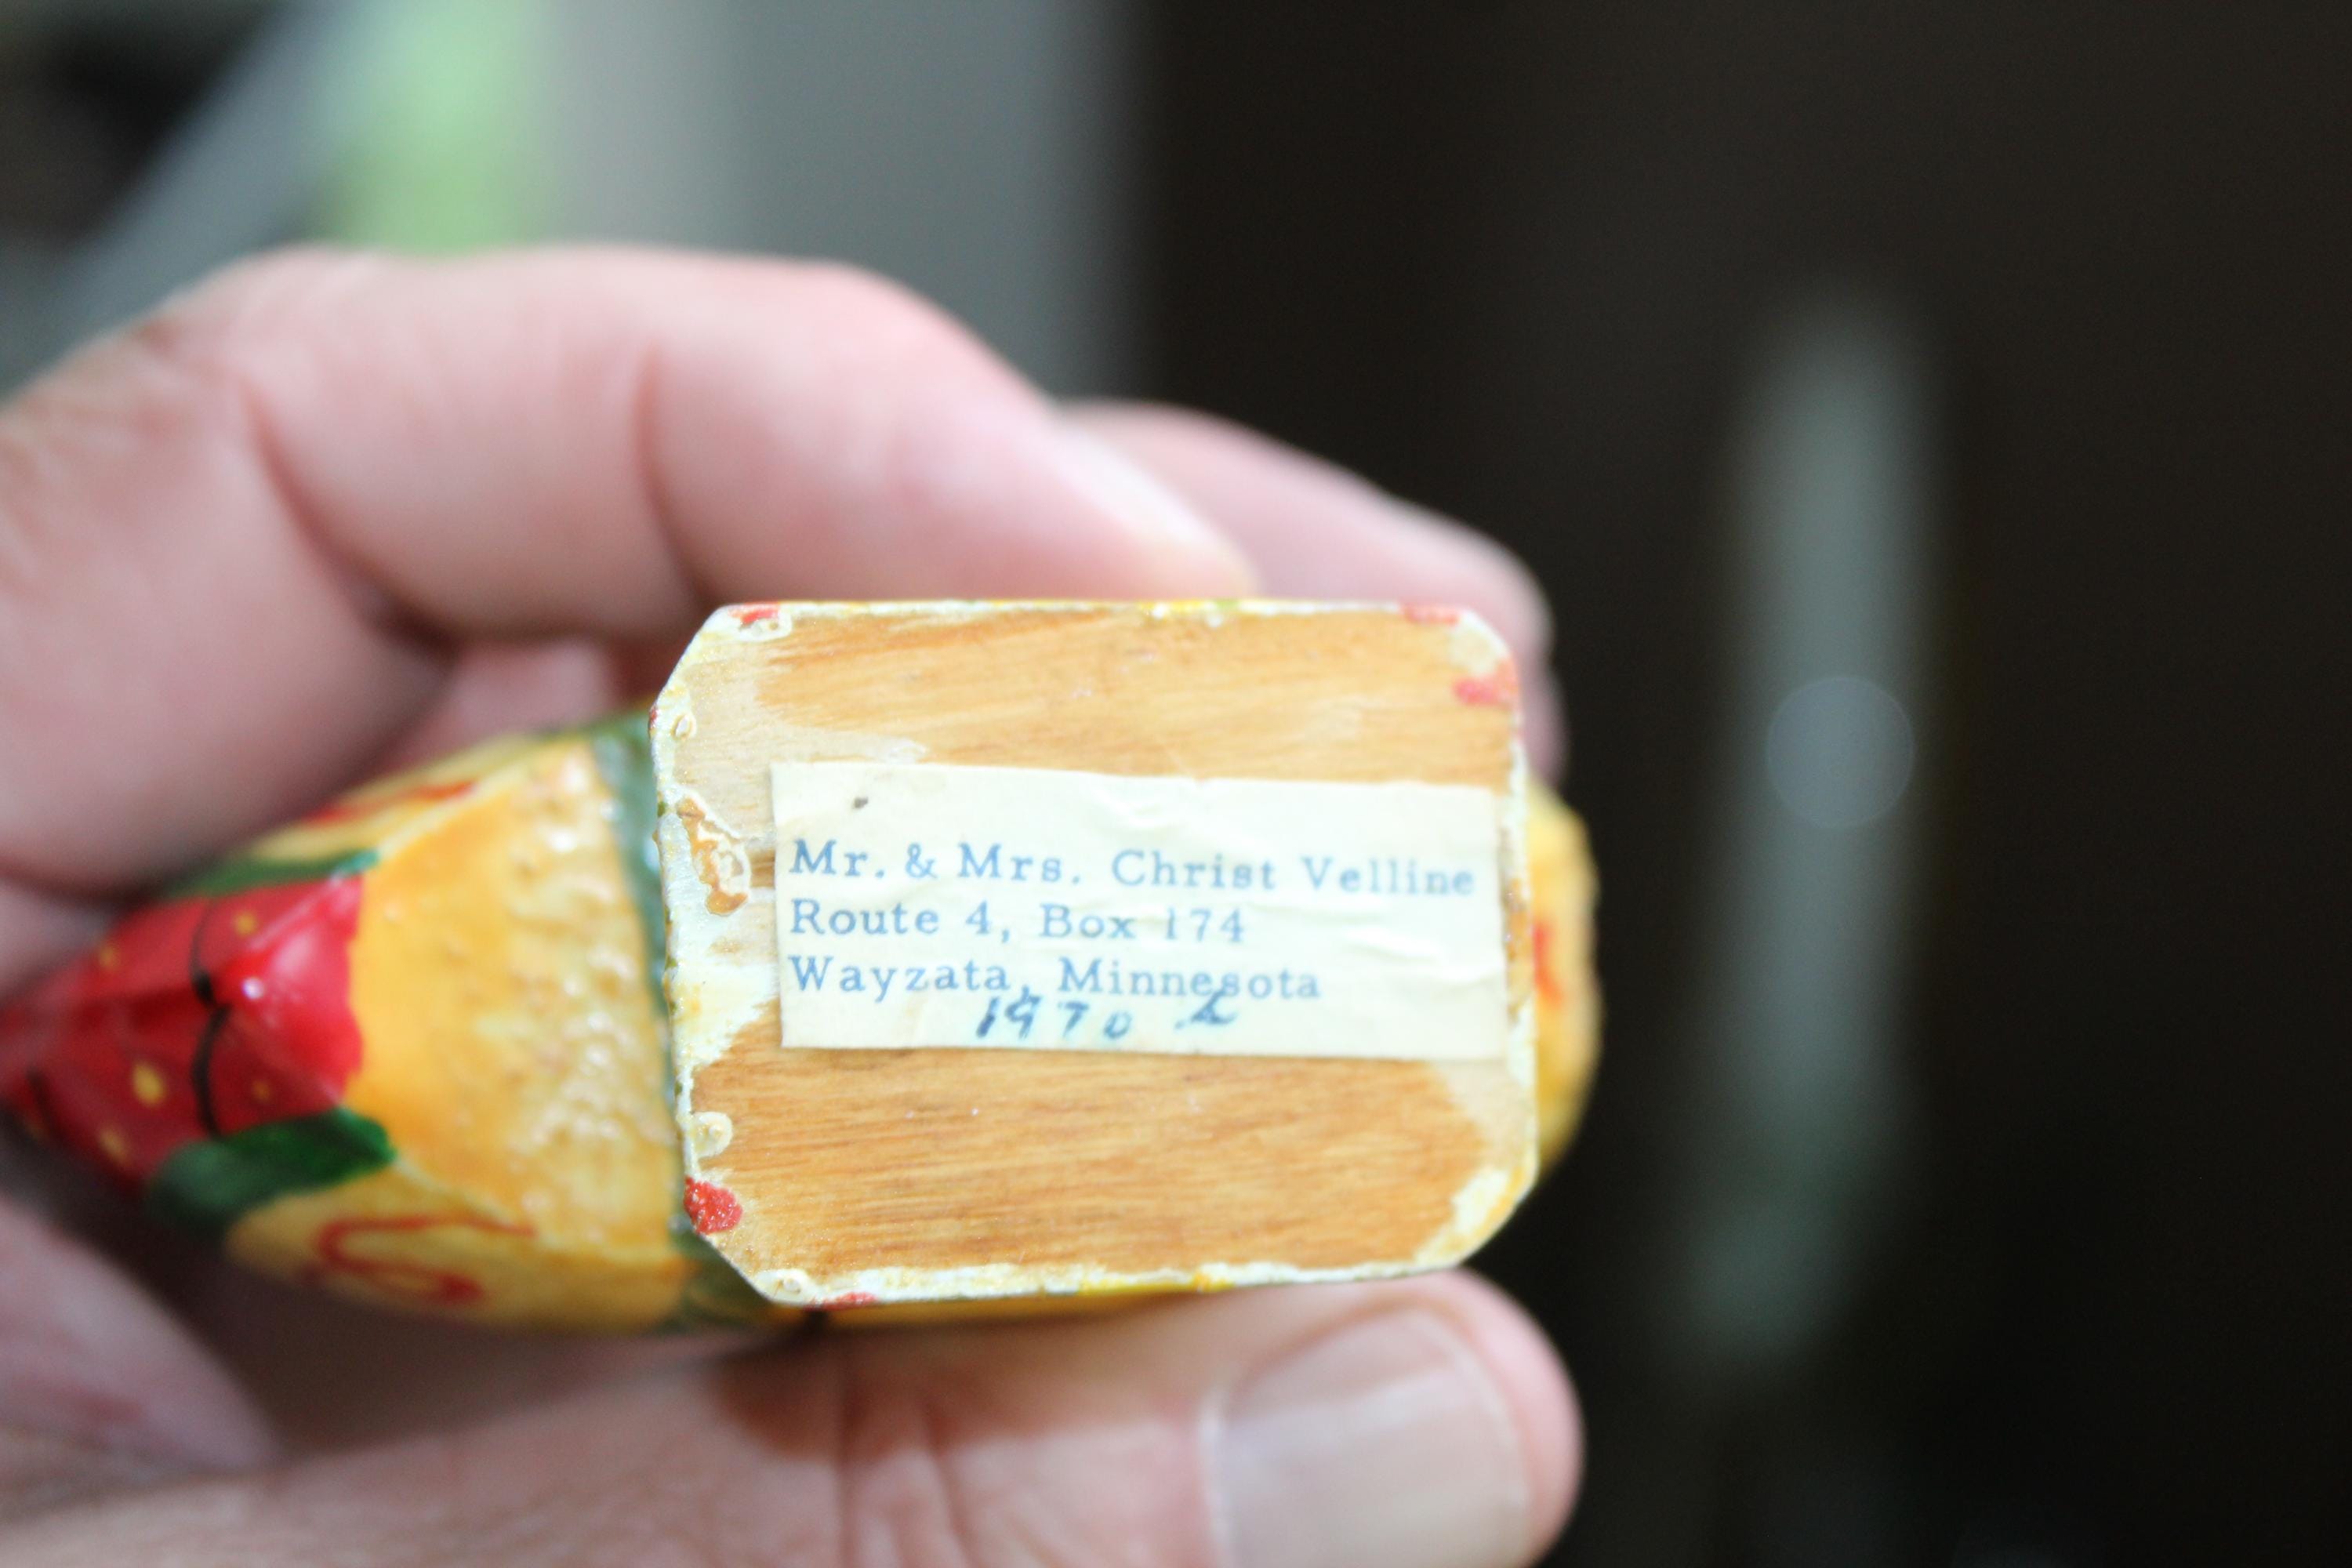 Mr. & Mrs. Christ Velline
Route 4, Box 174
Wayzata, Minnesota
1970